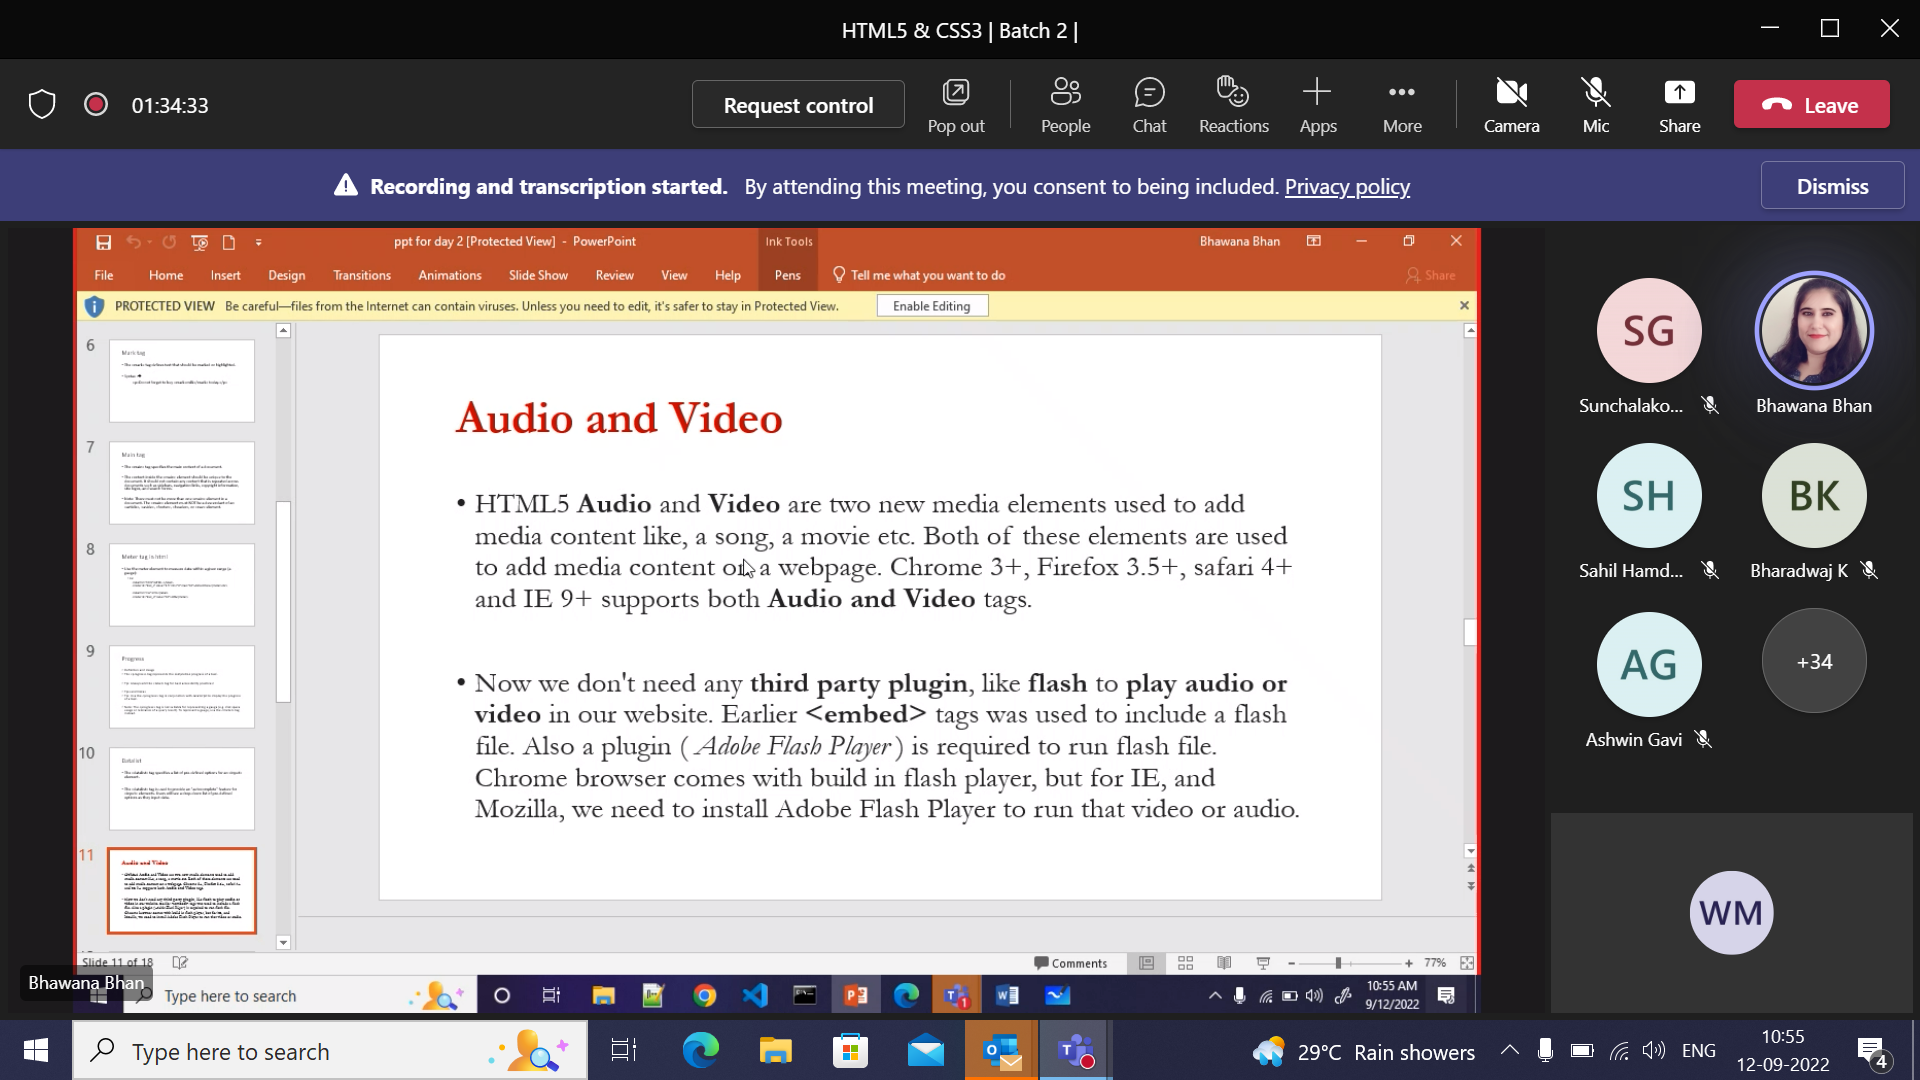 HTML5 & CSS3 | Batch 2 |
01:34:33
Request control
Pop out
People
Chat
Reactions
Apps
More
Camera
Mic
Share
Leave
Recording and transcription started. By attending this meeting, you consent to being included. Privacy policy
Dismiss
ppt for day 2 [Protected View] - PowerPoint
Ink Tools
Bhawana Bhan
File
Home
Insert
Design
Transitions
Animations
Slide Show
Review
View
Help
Pens
Tell me what you want to do
Share
PROTECTED VIEW Be careful—files from the Internet can contain viruses. Unless you need to edit, it's safer to stay in Protected View.
Enable Editing
6
7
8
9
10
11
Audio and Video
• HTML5 Audio and Video are two new media elements used to add
media content like, a song, a movie etc. Both of these elements are used
to add media content on a webpage. Chrome 3+, Firefox 3.5+, safari 4+
and IE 9+ supports both Audio and Video tags.
• Now we don't need any third party plugin, like flash to play audio or
video in our website. Earlier <embed> tags was used to include a flash
file. Also a plugin ( Adobe Flash Player ) is required to run flash file.
Chrome browser comes with build in flash player, but for IE, and
Mozilla, we need to install Adobe Flash Player to run that video or audio.
Slide 11 of 18
Comments
77%
Bhawana Bhan
Type here to search
10:55 AM
9/12/2022
SG
Sunchalako...
Bhawana Bhan
SH
Sahil Hamd...
BK
Bharadwaj K
AG
Ashwin Gavi
+34
WM
Type here to search
29°C Rain showers
ENG
10:55
12-09-2022
4